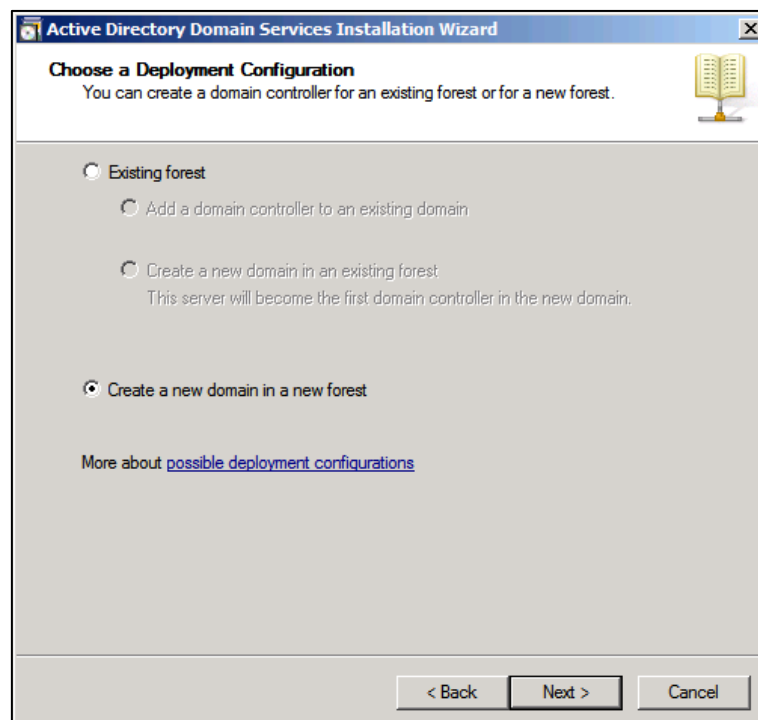 Active Directory Domain Services Installation Wizard
Choose a Deployment Configuration
You can create a domain controller for an existing forest or for a new forest.
Existing forest
Add a domain controller to an existing domain
Create a new domain in an existing forest
This server will become the first domain controller in the new domain.
Create a new domain in a new forest
More about possible deployment configurations
< Back Next > Cancel